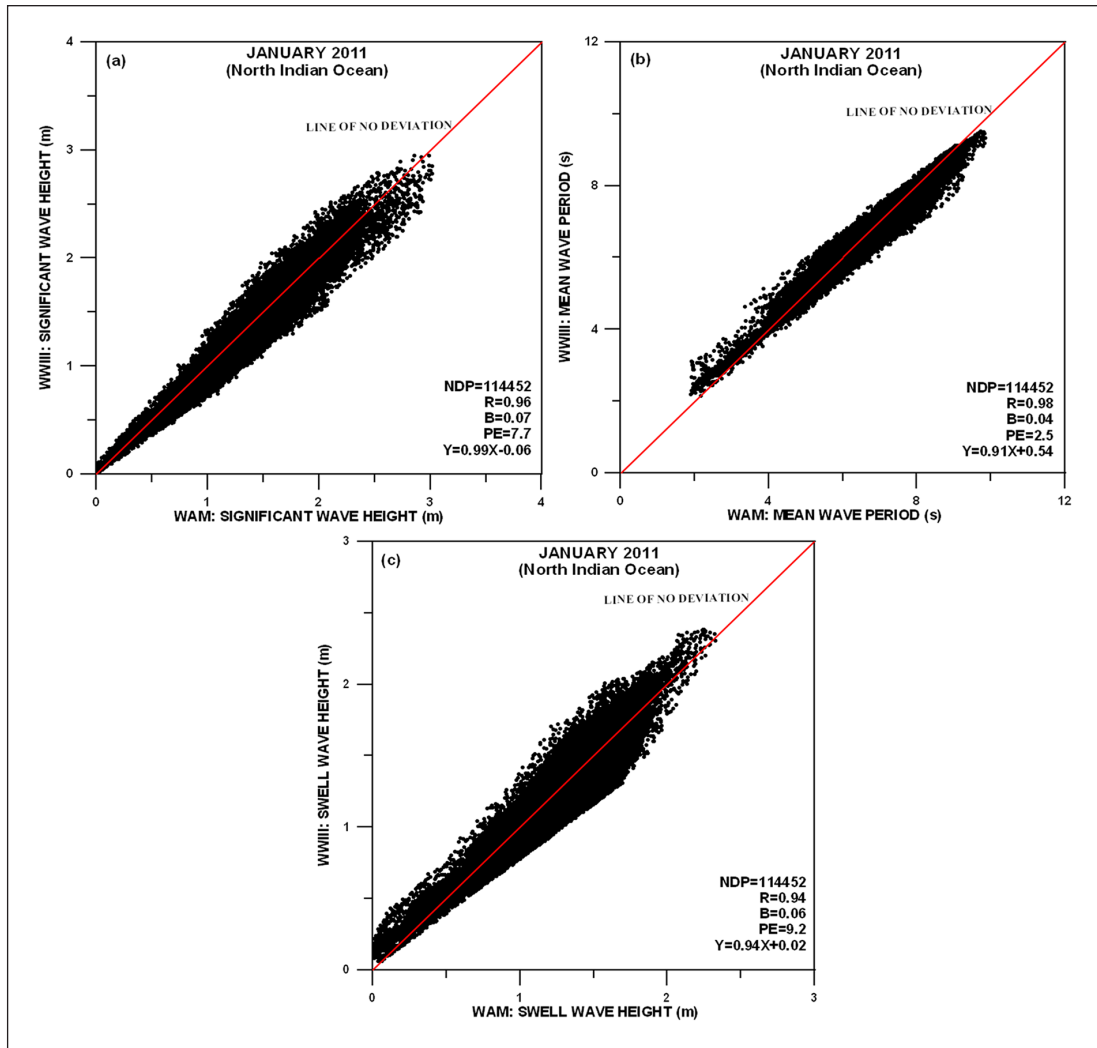 (a)
JANUARY 2011
(North Indian Ocean)
LINE OF NO DEVIATION
WWIII: SIGNIFICANT WAVE HEIGHT (m)
4
3
2
1
0
NDP=114452
R=0.96
B=0.07
PE=7.7
Y=0.99X-0.06
0 1 2 3 4
WAM: SIGNIFICANT WAVE HEIGHT (m)
(b)
JANUARY 2011
(North Indian Ocean)
LINE OF NO DEVIATION
WWIII: MEAN WAVE PERIOD (s)
12
8
4
0
NDP=114452
R=0.98
B=0.04
PE=2.5
Y=0.91X+0.54
0 4 8 12
WAM: MEAN WAVE PERIOD (s)
(c)
JANUARY 2011
(North Indian Ocean)
LINE OF NO DEVIATION
WWIII: SWELL WAVE HEIGHT (m)
3
2
1
0
NDP=114452
R=0.94
B=0.06
PE=9.2
Y=0.94X+0.02
0 1 2 3
WAM: SWELL WAVE HEIGHT (m)